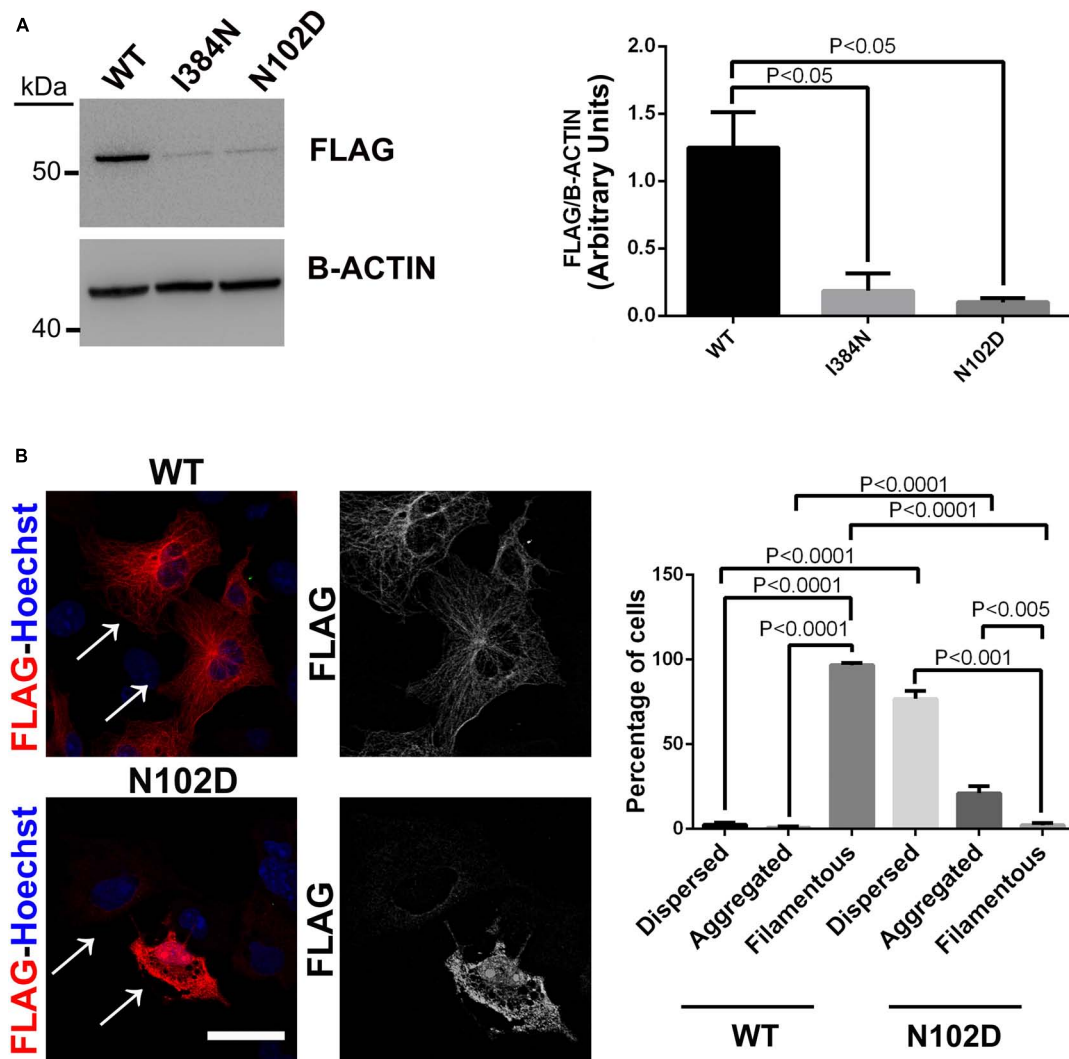 A
WT
I384N
N102D
kDa
50
40
FLAG
B-ACTIN
FLAG/B-ACTIN
(Arbitrary Units)
2.0
1.5
1.0
0.5
0.0
P<0.05
P<0.05
WT
I384N
N102D
B
WT
FLAG-Hoechst
FLAG
N102D
FLAG-Hoechst
FLAG
Percentage of cells
150
100
50
0
P<0.0001
P<0.0001
P<0.0001
P<0.0001
P<0.005
P<0.0001
P<0.001
Dispersed
Aggregated
Filamentous
Dispersed
Aggregated
Filamentous
WT
N102D